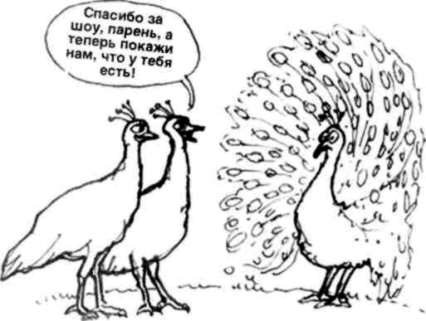 Спасибо за
шоу, парень, а
теперь покажи
нам, что у тебя
есть!